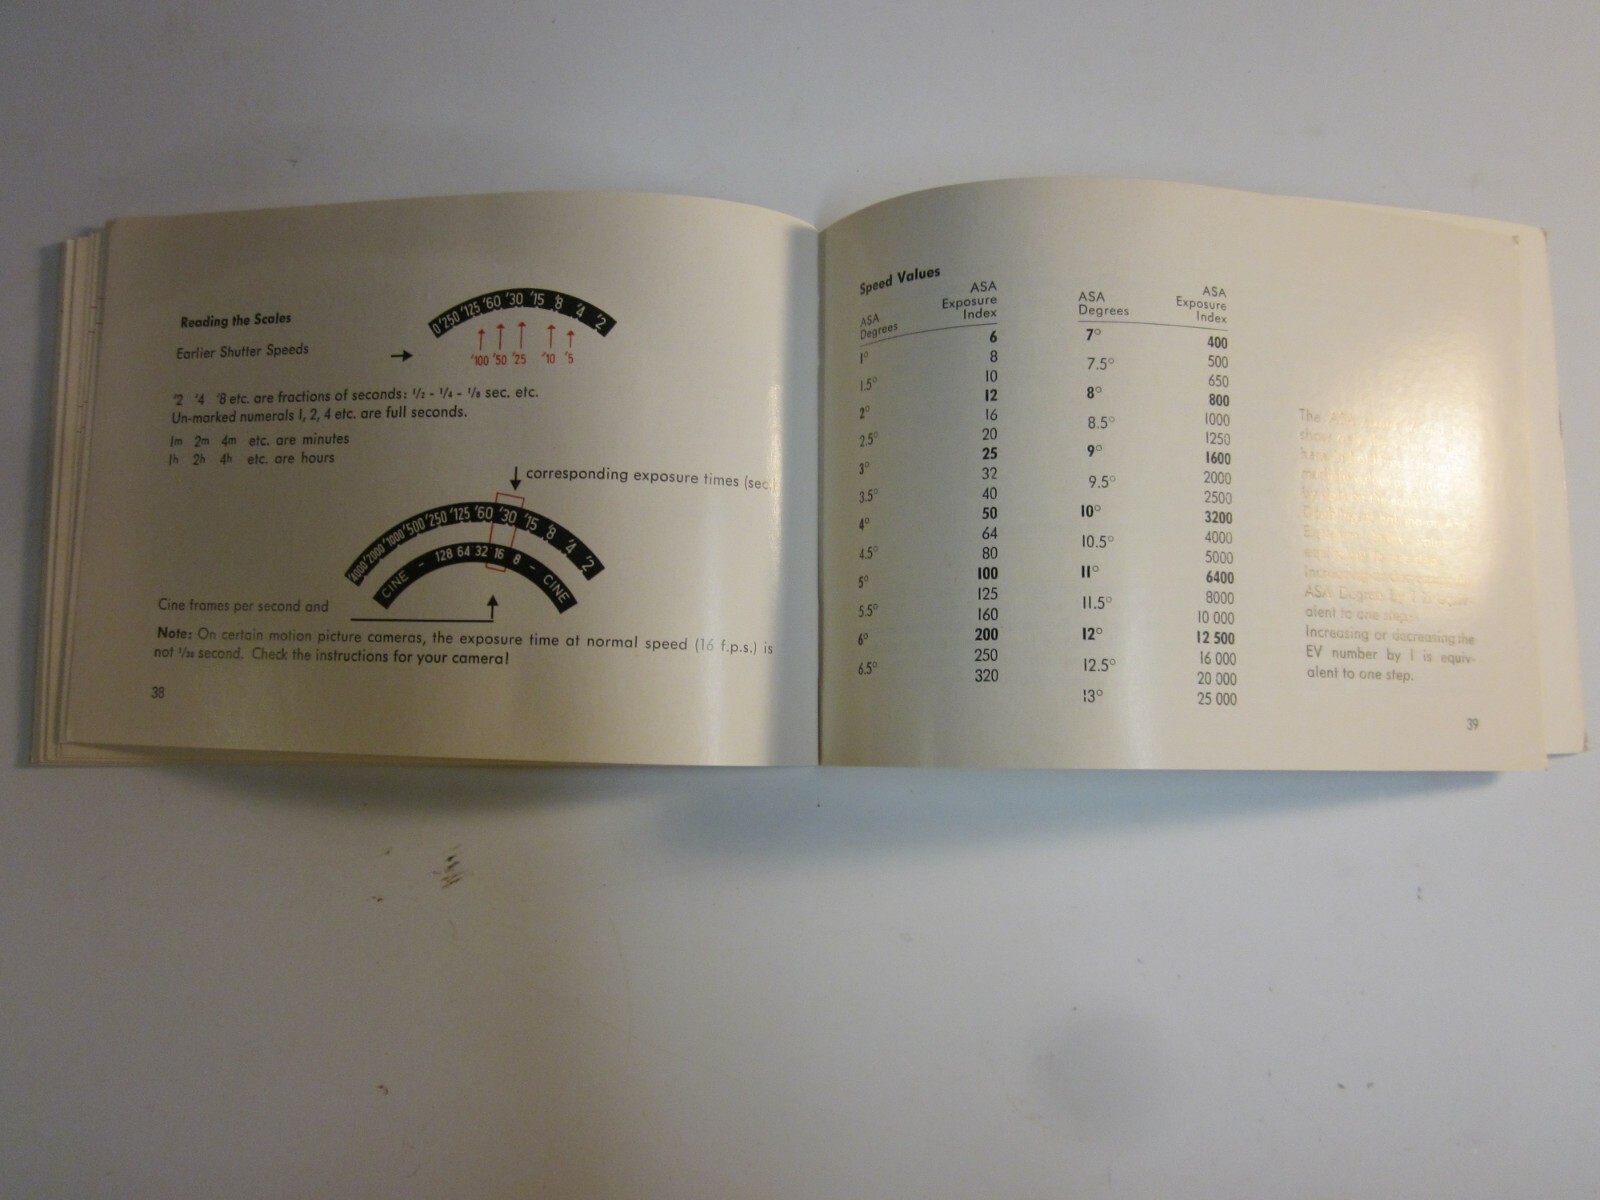 Reading the Scales
Earlier Shutter Speeds
0 '250 '125 '60 '30 '15 '8 '4 '2
'100 '50 '25 '10 '5
'2 '4 '8 etc. are fractions of seconds: 1/2 - 1/4 - 1/8 sec. etc.
Un-marked numerals 1, 2, 4 etc. are full seconds.
1m 2m 4m etc. are minutes
1h 2h 4h etc. are hours
corresponding exposure times (sec.)
'4000 '2000 '1000 '500 '250 '125 '60 '30 '15 '8 '4 '2
CINE - 128 64 32 16 8 - CINE
Cine frames per second and
Note: On certain motion picture cameras, the exposure time at normal speed (16 f.p.s.) is
not 1/30 second. Check the instructions for your camera!
38
Speed Values
ASA Degrees
ASA Exposure Index
6
1° 8
10
1.5° 12
2° 16
20
2.5° 25
3° 32
40
3.5° 50
4° 64
80
4.5° 100
5° 125
160
5.5° 200
6° 250
6.5° 320
ASA Degrees
ASA Exposure Index
7° 400
7.5° 500
650
8° 800
8.5° 1000
1250
9° 1600
9.5° 2000
2500
10° 3200
10.5° 4000
5000
11° 6400
11.5° 8000
10 000
12° 12 500
12.5° 16 000
20 000
13° 25 000
The
ASA Degrees by
alent to one step.
Increasing or decreasing the
EV number by 1 is equiv-
alent to one step.
39